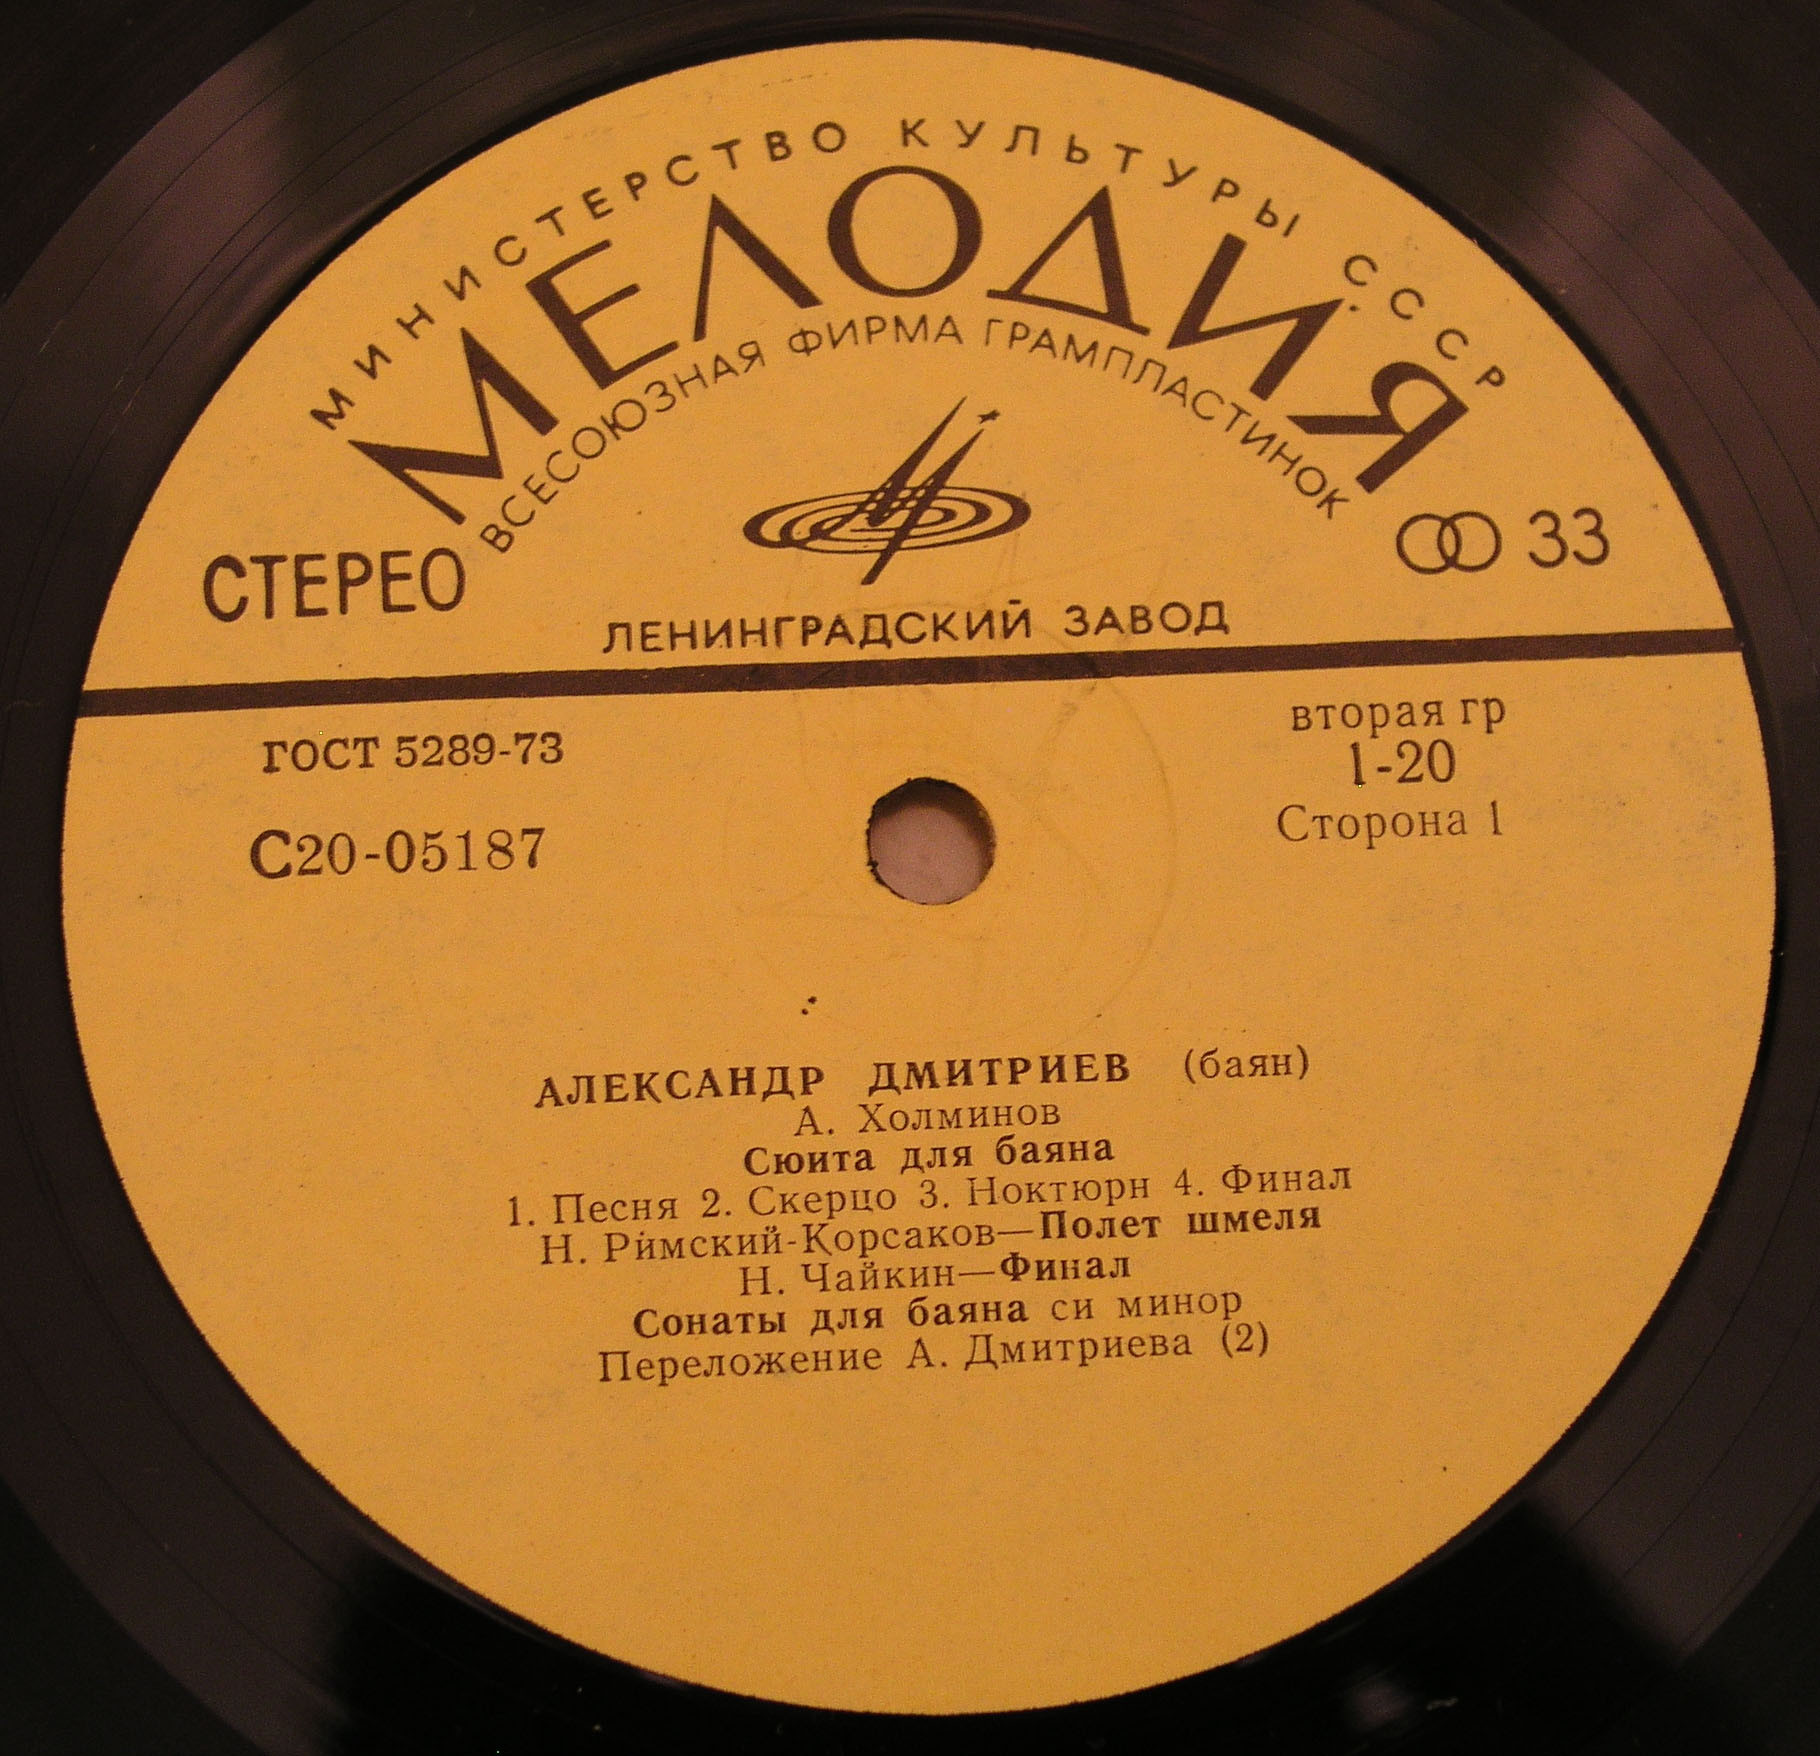 МИНИСТЕРСТВО КУЛЬТУРЫ СССР
МЕЛОДИЯ
ВСЕСОЮЗНАЯ ФИРМА ГРАМПЛАСТИНОК
СТЕРЕО
33
ЛЕНИНГРАДСКИЙ ЗАВОД
ГОСТ 5289-73
вторая гр
1-20
С20-05187
Сторона 1
АЛЕКСАНДР ДМИТРИЕВ (баян)
А. Холминов
Сюита для баяна
1. Песня 2. Скерцо 3. Ноктюрн 4. Финал
Н. Римский-Корсаков—Полет шмеля
Н. Чайкин—Финал
Сонаты для баяна си минор
Переложение А. Дмитриева (2)